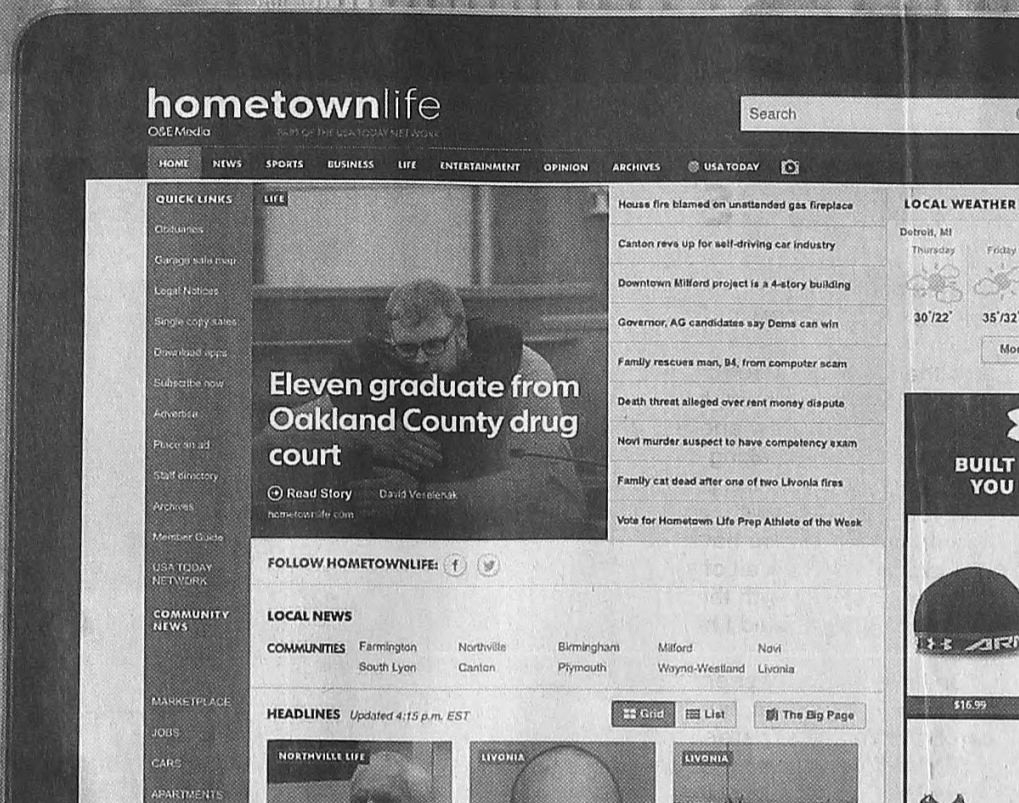 hometownlife
O&E Media
PART OF THE USA TODAY NETWORK
Search
HOME NEWS SPORTS BUSINESS LIFE ENTERTAINMENT OPINION ARCHIVES USA TODAY
QUICK LINKS
Obituaries
Garage sale map
Legal Notices
Single copy sales
Download apps
Subscribe now
Advertise
Place an ad
Staff directory
Archives
Member Guide
USA TODAY
NETWORK
COMMUNITY
NEWS
MARKETPLACE
JOBS
CARS
APARTMENTS
LIFE
Eleven graduate from
Oakland County drug
court
Read Story David Veselenak
hometownlife.com
House fire blamed on unattended gas fireplace
Canton revs up for self-driving car industry
Downtown Milford project is a 4-story building
Governor, AG candidates say Dems can win
Family rescues man, 94, from computer scam
Death threat alleged over rent money dispute
Novi murder suspect to have competency exam
Family cat dead after one of two Livonia fires
Vote for Hometown Life Prep Athlete of the Week
LOCAL WEATHER
Detroit, MI
Thursday Friday
30°/22° 35°/32°
BUILT
YOU
$16.99
FOLLOW HOMETOWNLIFE:
LOCAL NEWS
COMMUNITIES Farmington Northville Birmingham Milford Novi
South Lyon Canton Plymouth Wayne-Westland Livonia
HEADLINES Updated 4:15 p.m. EST
Grid List The Big Page
NORTHVILLE LIFE LIVONIA LIVONIA